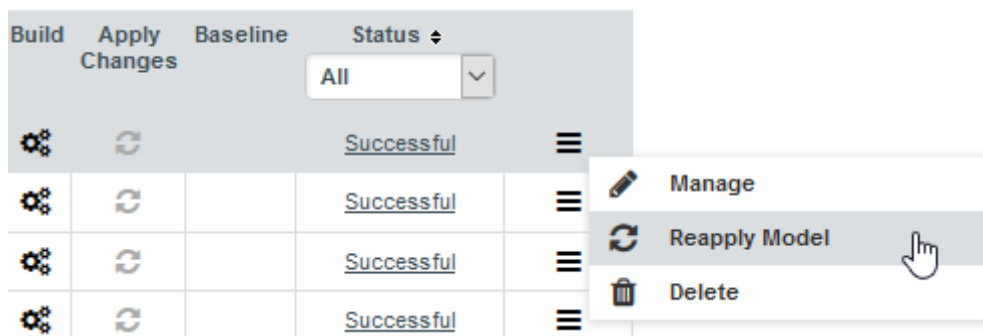 Build Apply Changes Baseline Status
All
Successful
Manage
Successful
Reapply Model
Successful
Delete
Successful